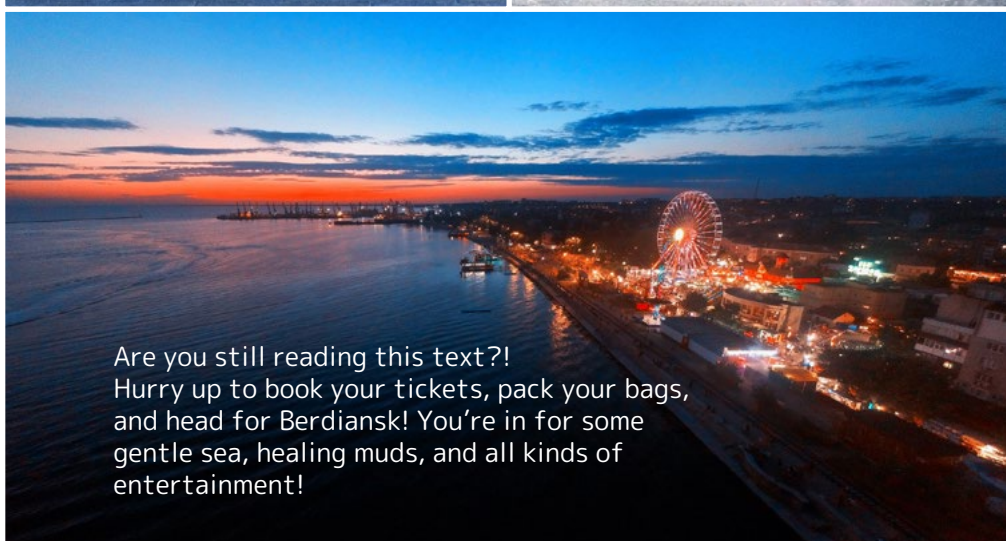 Are you still reading this text?!
Hurry up to book your tickets, pack your bags,
and head for Berdiansk! You’re in for some
gentle sea, healing muds, and all kinds of
entertainment!